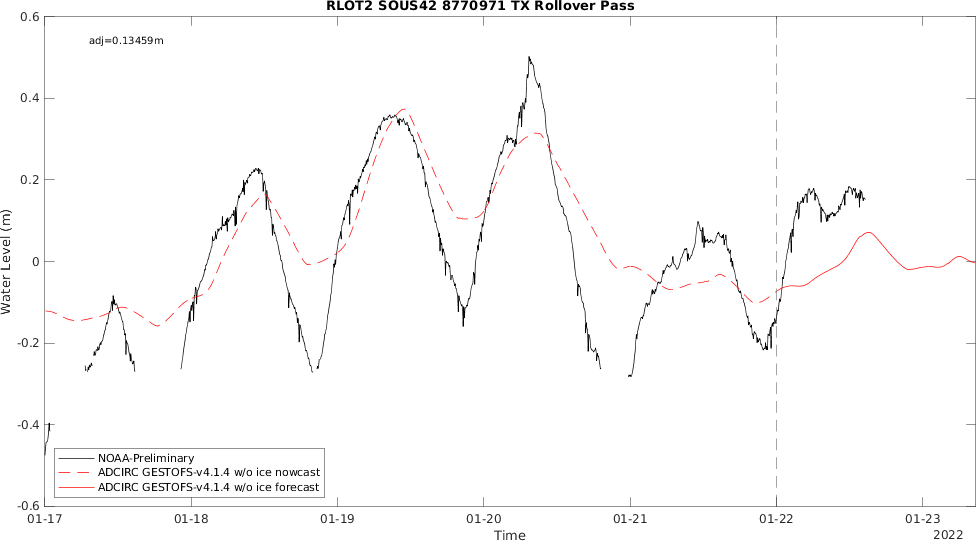 RLOT2 SOUS42 8770971 TX Rollover Pass
adj=0.13459m
0.6
0.4
0.2
0
-0.2
-0.4
-0.6
Water Level (m)
NOAA-Preliminary
ADCIRC GESTOFS-v4.1.4 w/o ice nowcast
ADCIRC GESTOFS-v4.1.4 w/o ice forecast
01-17 01-18 01-19 01-20 01-21 01-22 01-23
Time
2022